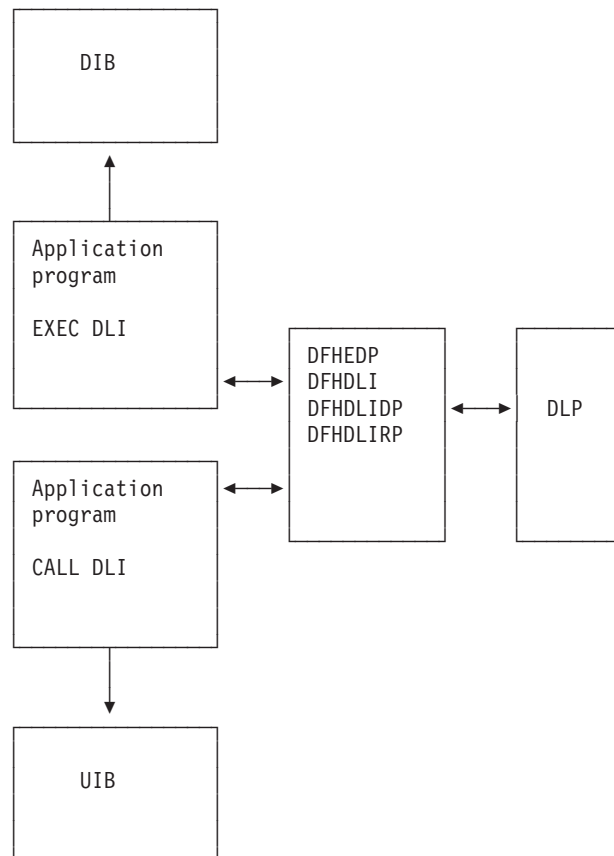 DIB
Application
program
EXEC DLI
DFHEDP
DFHDLI
DFHDLIDP
DFHDLIRP
DLP
Application
program
CALL DLI
UIB